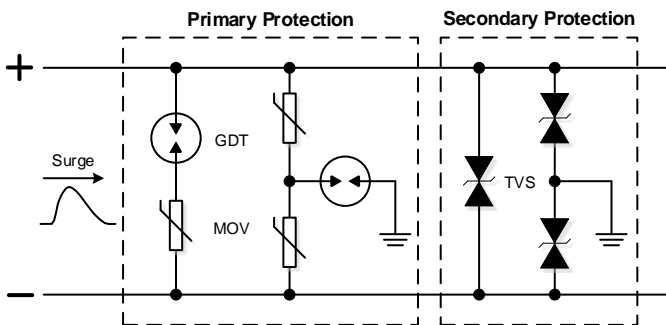 Primary Protection
Secondary Protection
+
GDT
Surge
TVS
MOV
−